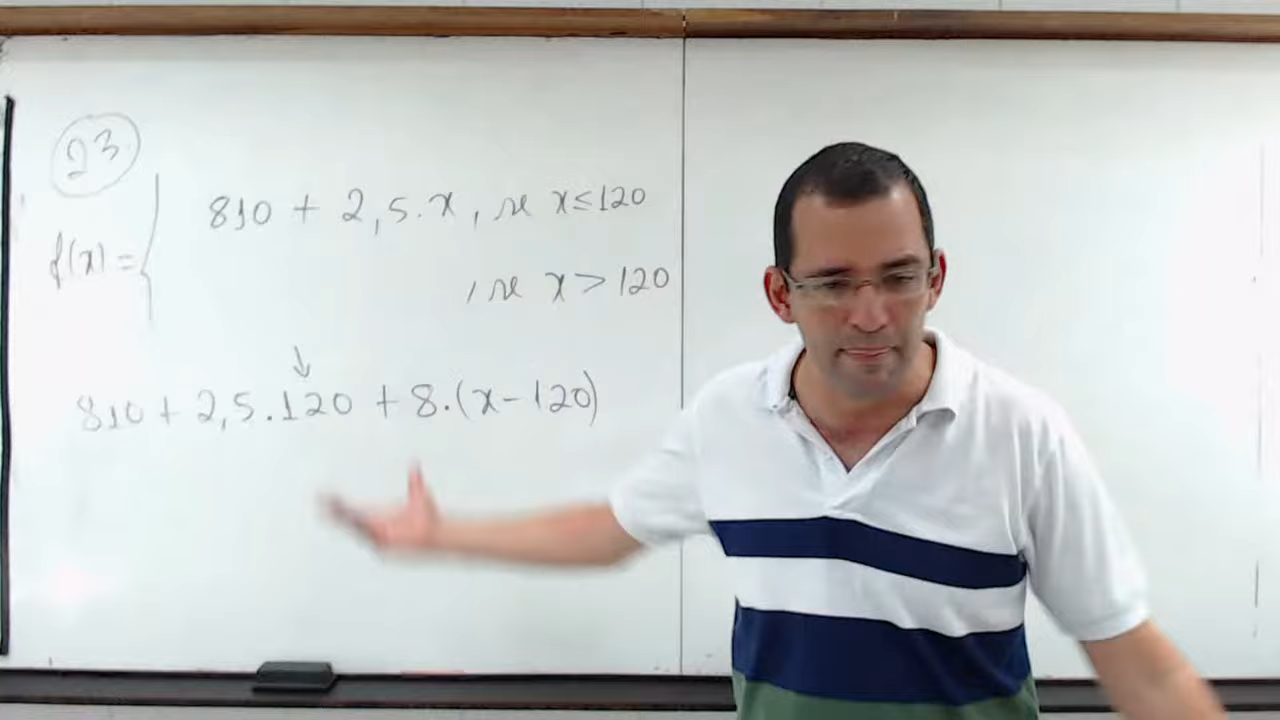 23
f(x) = { 810 + 2,5.x , se x ≤ 120
, se x > 120
↓
810 + 2,5.120 + 8.(x - 120)